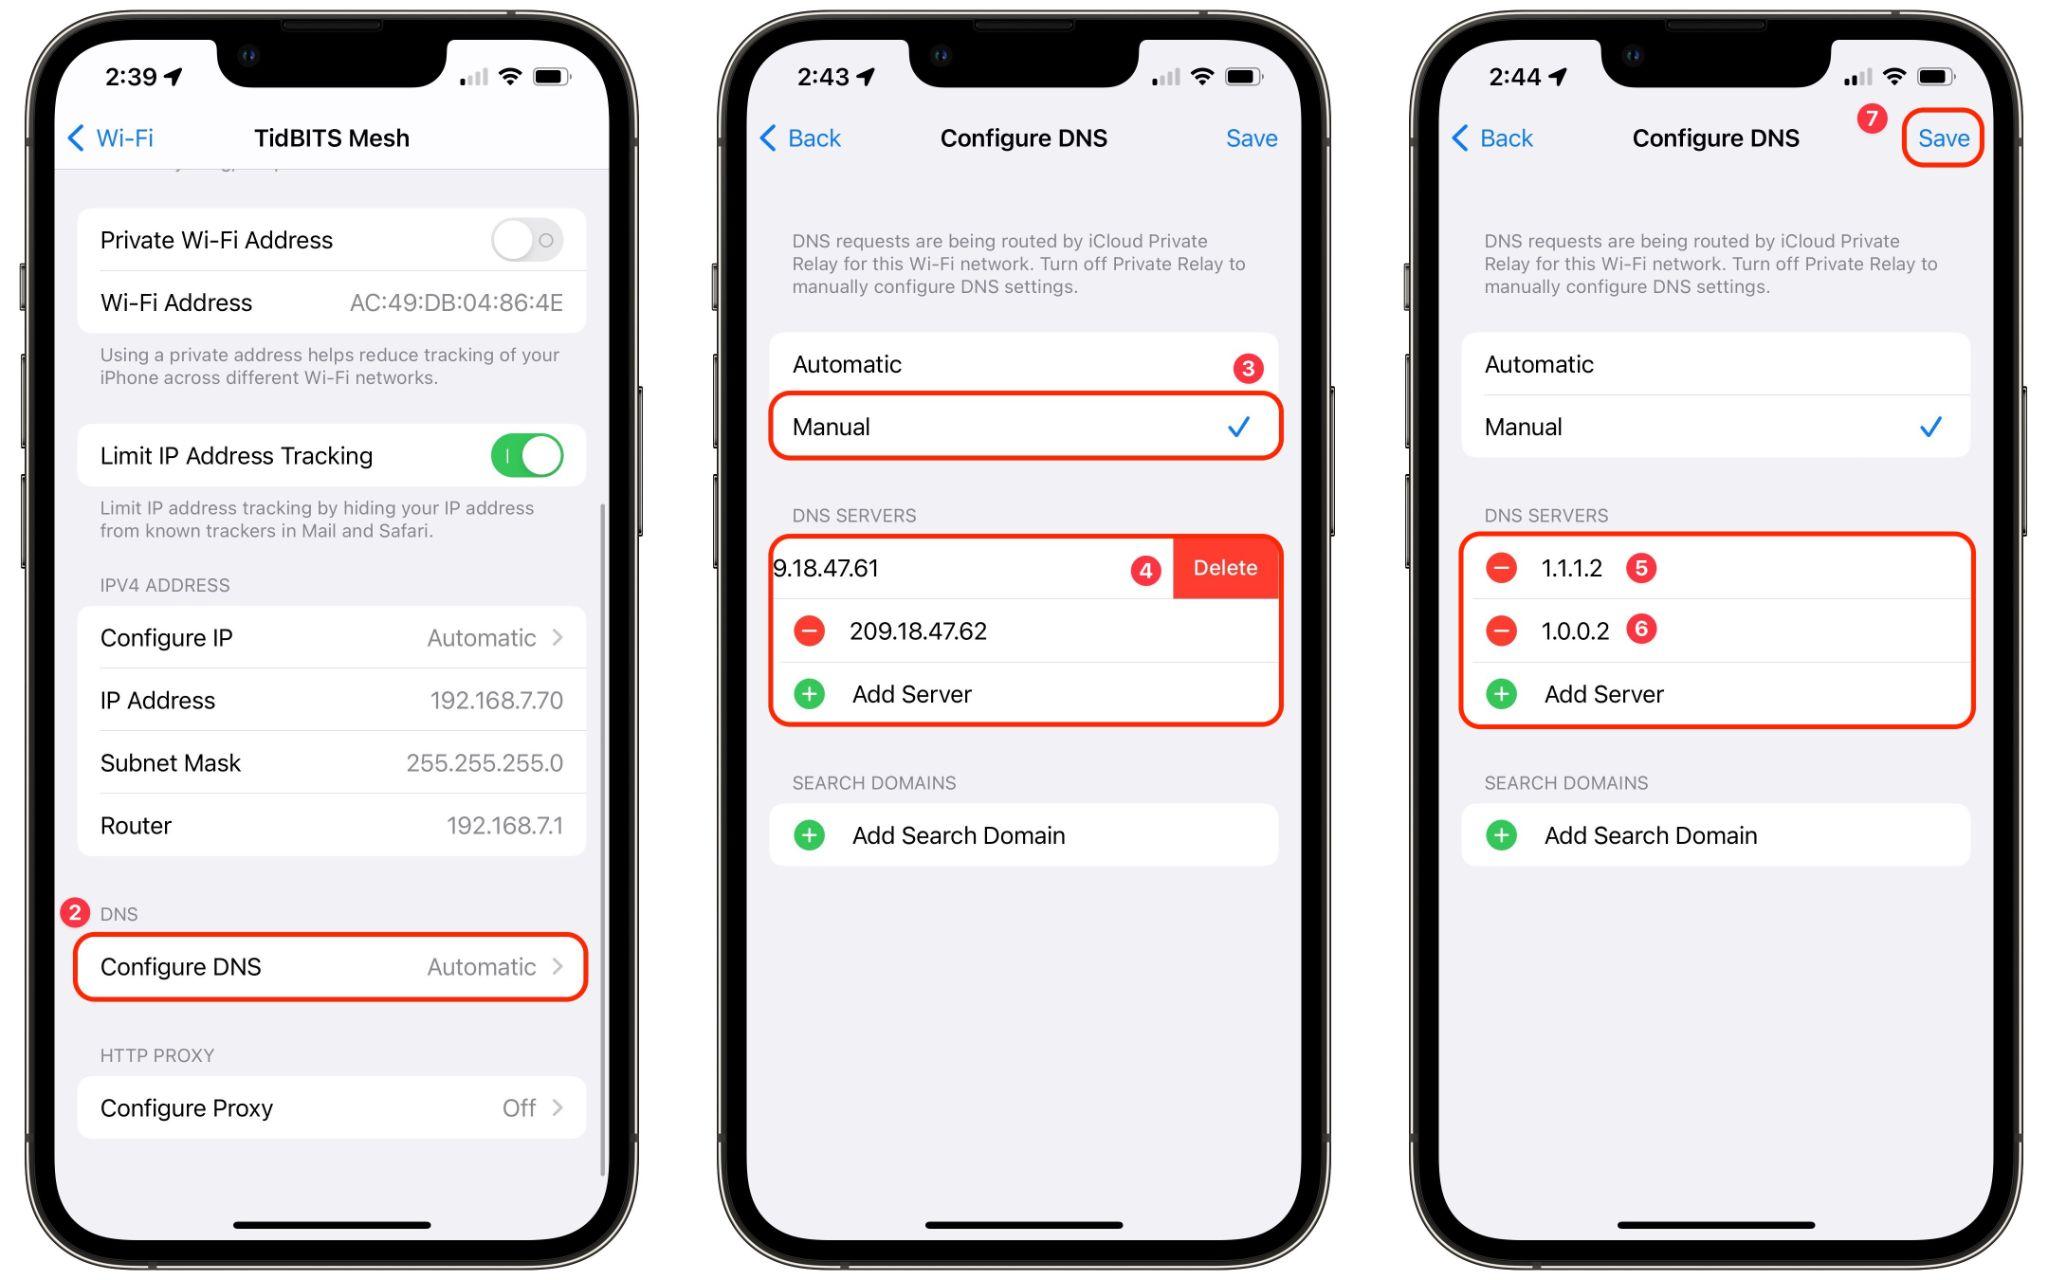 2:39
Wi-Fi
TidBITS Mesh
Private Wi-Fi Address
Wi-Fi Address
AC:49:DB:04:86:4E
Using a private address helps reduce tracking of your
iPhone across different Wi-Fi networks.
Limit IP Address Tracking
Limit IP address tracking by hiding your IP address
from known trackers in Mail and Safari.
IPV4 ADDRESS
Configure IP
Automatic
IP Address
192.168.7.70
Subnet Mask
255.255.255.0
Router
192.168.7.1
2
DNS
Configure DNS
Automatic
HTTP PROXY
Configure Proxy
Off
2:43
Back
Configure DNS
Save
DNS requests are being routed by iCloud Private
Relay for this Wi-Fi network. Turn off Private Relay to
manually configure DNS settings.
Automatic
3
Manual
DNS SERVERS
9.18.47.61
4
Delete
209.18.47.62
Add Server
SEARCH DOMAINS
Add Search Domain
2:44
Back
Configure DNS
7
Save
DNS requests are being routed by iCloud Private
Relay for this Wi-Fi network. Turn off Private Relay to
manually configure DNS settings.
Automatic
Manual
DNS SERVERS
1.1.1.2
5
1.0.0.2
6
Add Server
SEARCH DOMAINS
Add Search Domain